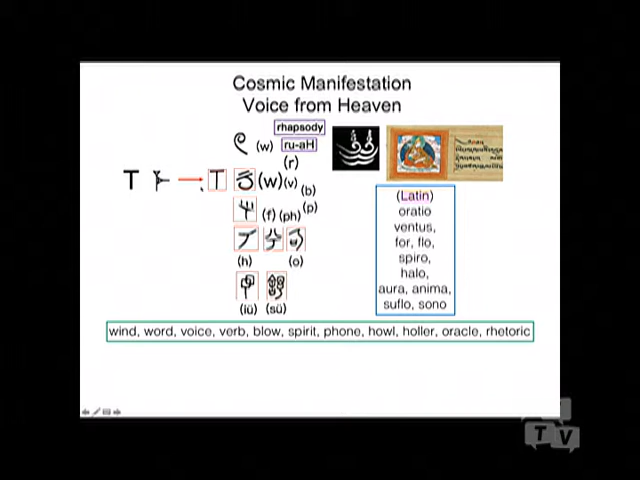 Cosmic Manifestation
Voice from Heaven
rhapsody
(w) ru-aH
(r)
T T (w)(v)
(b)
(f) (ph) (p)
(h) (o)
(iü) (sü)
(Latin)
oratio
ventus,
for, flo,
spiro,
halo,
aura, anima,
suflo, sono
wind, word, voice, verb, blow, spirit, phone, howl, holler, oracle, rhetoric
TV